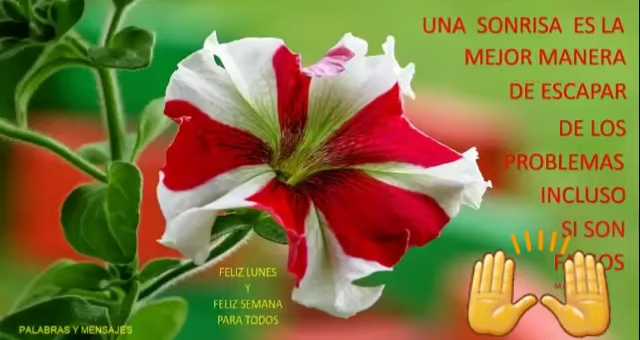 UNA SONRISA ES LA
MEJOR MANERA
DE ESCAPAR
DE LOS
PROBLEMAS
INCLUSO
SI SON
FELIZ LUNES
Y
FELIZ SEMANA
PARA TODOS
PALABRAS Y MENSAJES